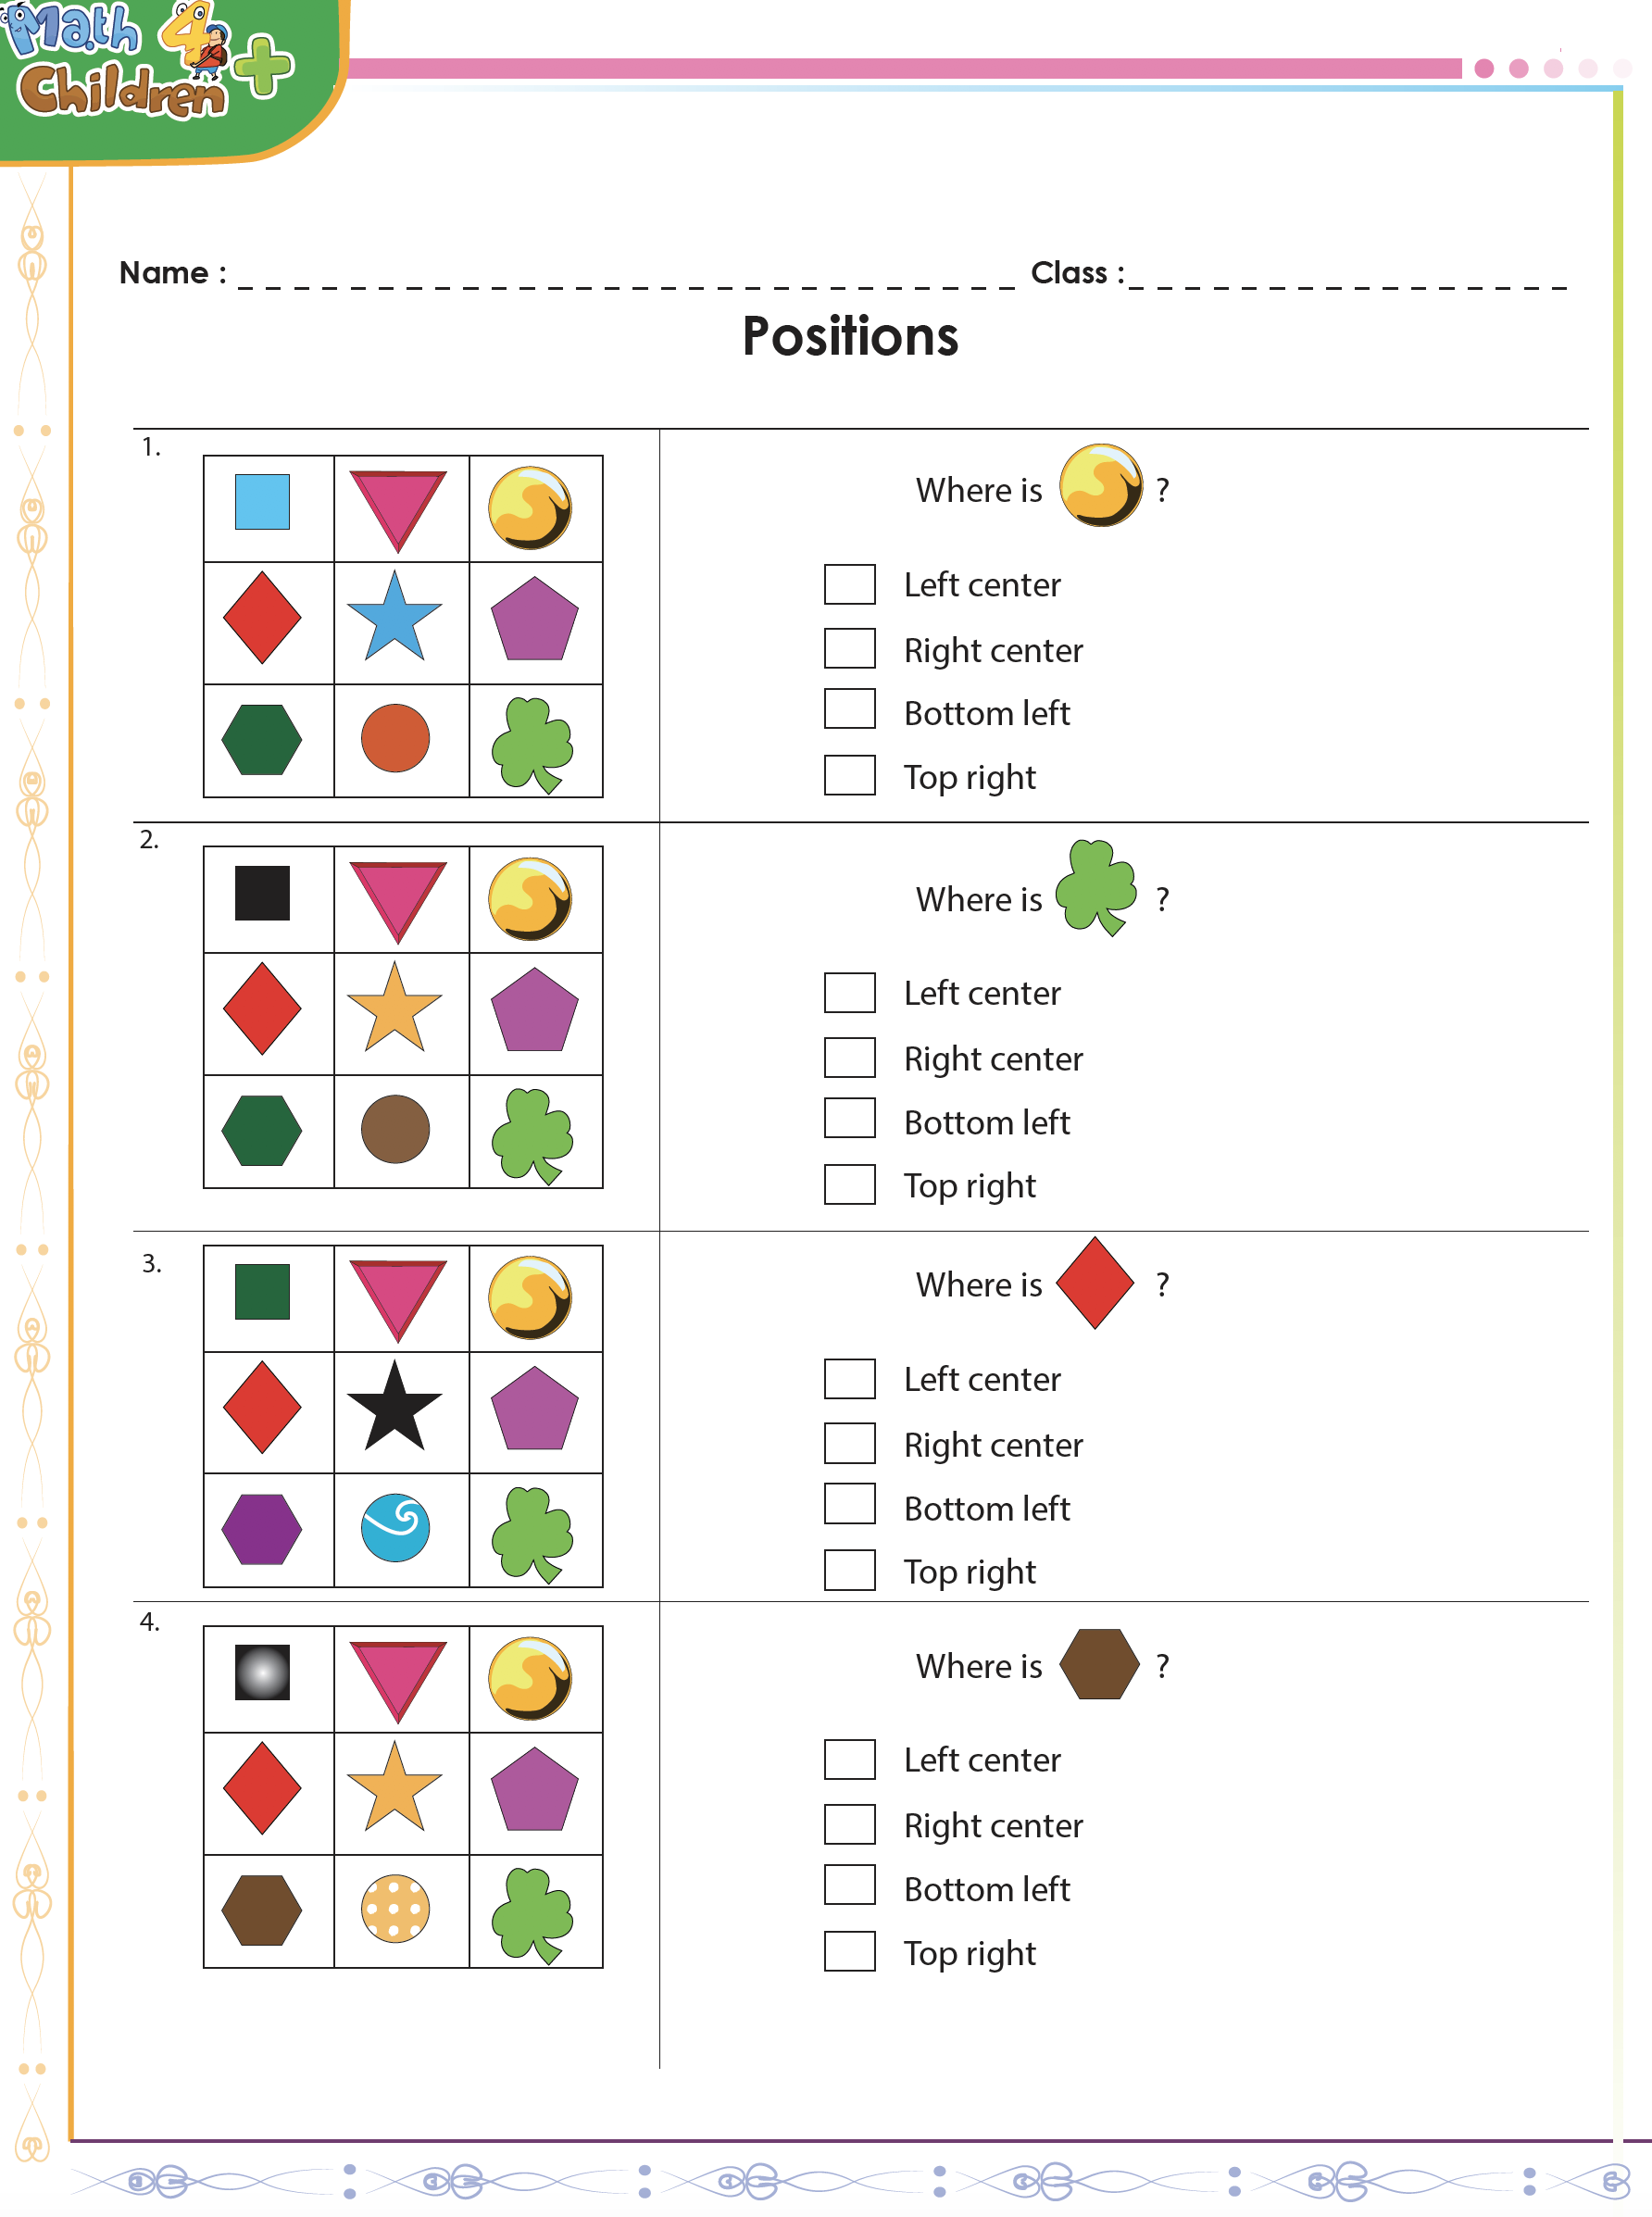 Math 4
Children +
Name : Class :
Positions
1.
Where is ?
Left center
Right center
Bottom left
Top right
2.
Where is ?
Left center
Right center
Bottom left
Top right
3.
Where is ?
Left center
Right center
Bottom left
Top right
4.
Where is ?
Left center
Right center
Bottom left
Top right